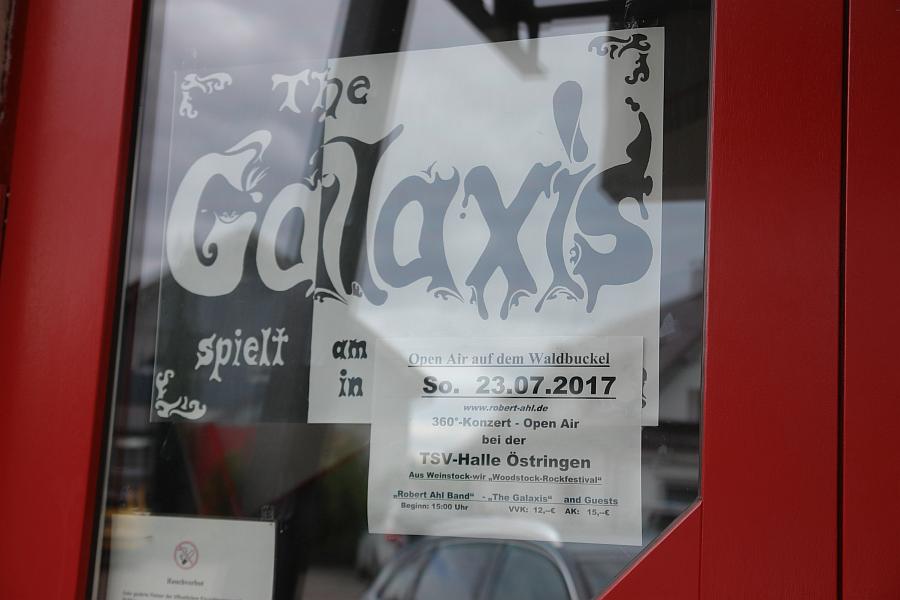 The
Galaxis
spielt am
in
Open Air auf dem Waldbuckel
So. 23.07.2017
www.robert-ahl.de
360°-Konzert - Open Air
bei der
TSV-Halle Östringen
Aus Weinstock-wir „Woodstock-Rockfestival"
„Robert Ahl Band" - „The Galaxis" and Guests
Beginn: 15:00 Uhr VVK: 12,--€ AK: 15,--€
Rauchverbot